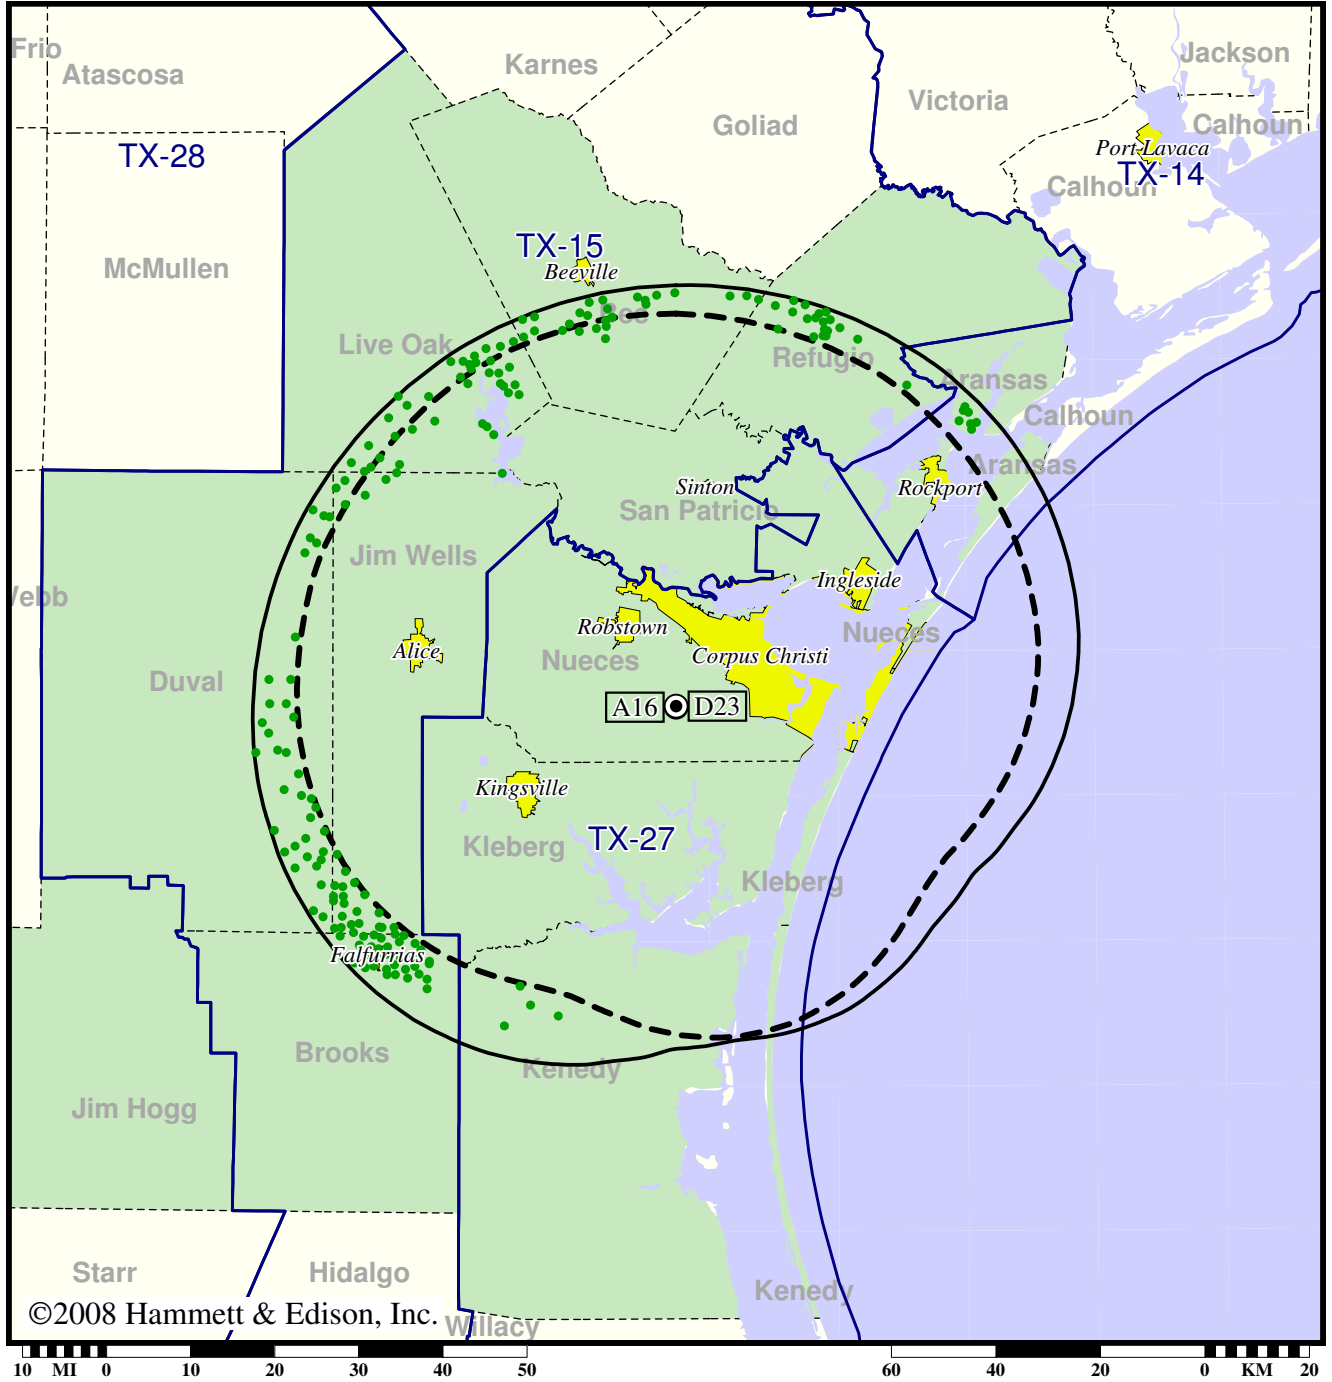 Frio
Atascosa
Karnes
Jackson
Victoria
Goliad
Calhoun
Port Lavaca
TX-28
TX-14
Calhoun
TX-15
Beeville
McMullen
Bee
Live Oak
Refugio
Aransas
Calhoun
Aransas
Sinton
Rockport
San Patricio
Jim Wells
Ingleside
Webb
Robstown
Nueces
Alice
Nueces
Corpus Christi
Duval
A16 D23
Kingsville
TX-27
Kleberg
Kleberg
Falfurrias
Brooks
Kenedy
Jim Hogg
Starr
Hidalgo
Kenedy
©2008 Hammett & Edison, Inc.
Willacy
10 MI 0 10 20 30 40 50 60 40 20 0 KM 20